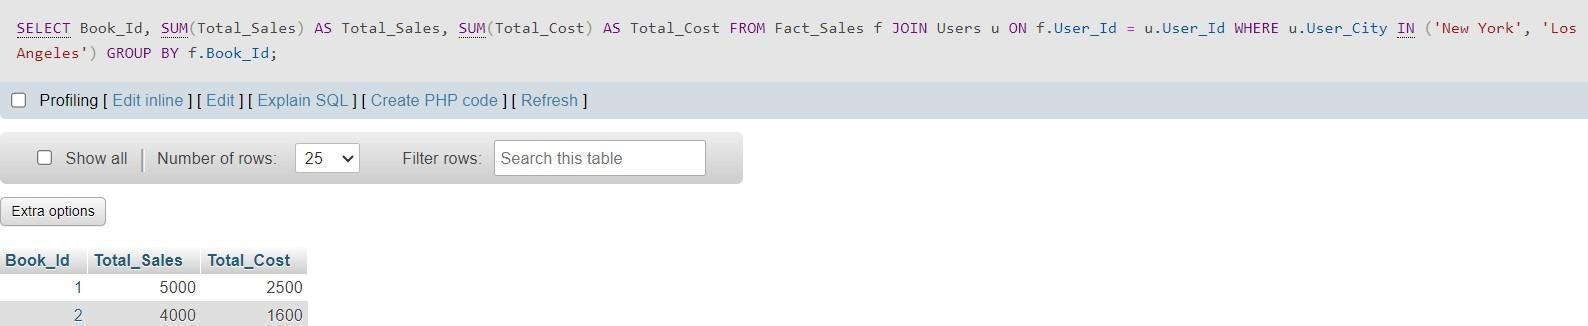 SELECT Book_Id, SUM(Total_Sales) AS Total_Sales, SUM(Total_Cost) AS Total_Cost FROM Fact_Sales f JOIN Users u ON f.User_Id = u.User_Id WHERE u.User_City IN ('New York', 'Los
Angeles') GROUP BY f.Book_Id;
Profiling [ Edit inline ] [ Edit ] [ Explain SQL ] [ Create PHP code ] [ Refresh ]
Show all Number of rows: 25 Filter rows: Search this table
Extra options
Book_Id Total_Sales Total_Cost
1 5000 2500
2 4000 1600